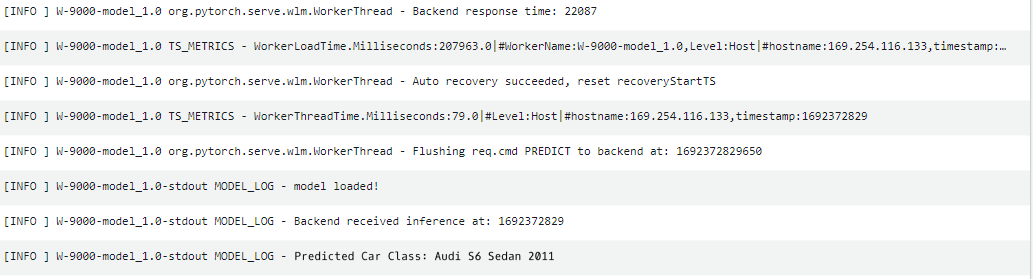 [INFO ] W-9000-model_1.0 org.pytorch.serve.wlm.WorkerThread - Backend response time: 22087
[INFO ] W-9000-model_1.0 TS_METRICS - WorkerLoadTime.Milliseconds:207963.0|#WorkerName:W-9000-model_1.0,Level:Host|#hostname:169.254.116.133,timestamp:…
[INFO ] W-9000-model_1.0 org.pytorch.serve.wlm.WorkerThread - Auto recovery succeeded, reset recoveryStartTS
[INFO ] W-9000-model_1.0 TS_METRICS - WorkerThreadTime.Milliseconds:79.0|#Level:Host|#hostname:169.254.116.133,timestamp:1692372829
[INFO ] W-9000-model_1.0 org.pytorch.serve.wlm.WorkerThread - Flushing req.cmd PREDICT to backend at: 1692372829650
[INFO ] W-9000-model_1.0-stdout MODEL_LOG - model loaded!
[INFO ] W-9000-model_1.0-stdout MODEL_LOG - Backend received inference at: 1692372829
[INFO ] W-9000-model_1.0-stdout MODEL_LOG - Predicted Car Class: Audi S6 Sedan 2011